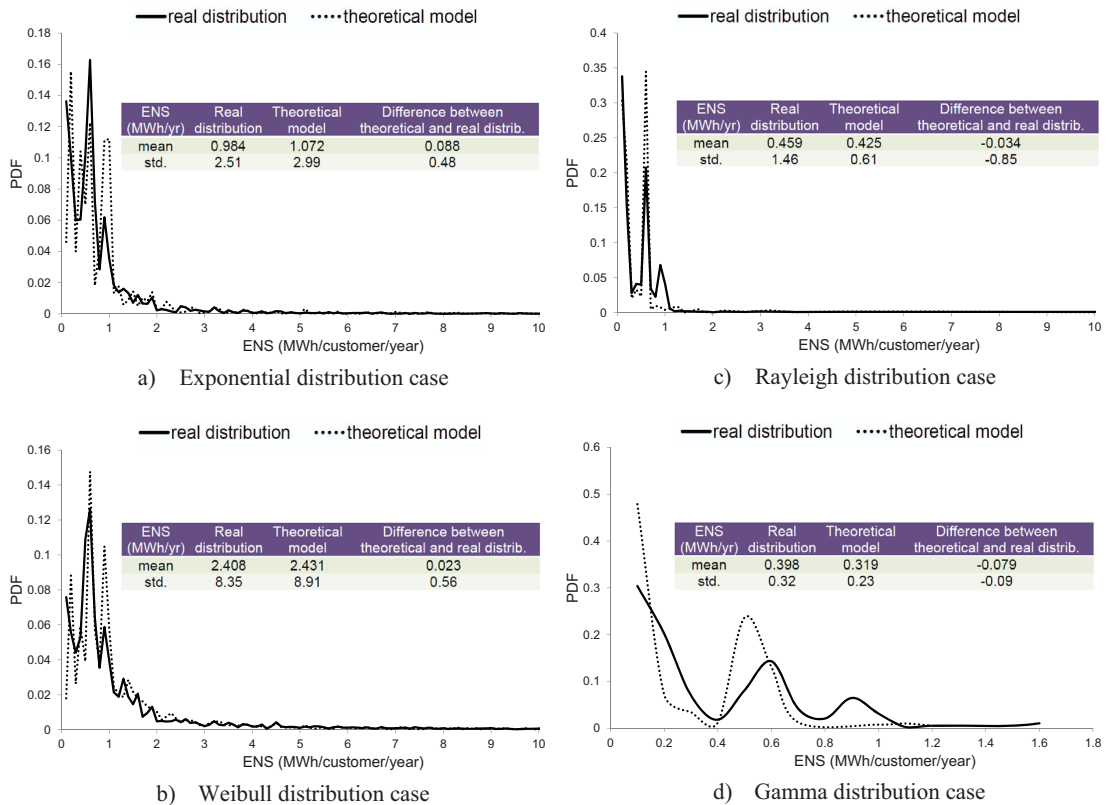 real distribution theoretical model
0.18
0.16
0.14
0.12
0.1
0.08
0.06
0.04
0.02
0
PDF
ENS (MWh/yr) Real distribution Theoretical model Difference between theoretical and real distrib.
mean 0.984 1.072 0.088
std. 2.51 2.99 0.48
0 1 2 3 4 5 6 7 8 9 10
ENS (MWh/customer/year)
a) Exponential distribution case
real distribution theoretical model
0.4
0.35
0.3
0.25
0.2
0.15
0.1
0.05
0
PDF
ENS (MWh/yr) Real distribution Theoretical model Difference between theoretical and real distrib.
mean 0.459 0.425 -0.034
std. 1.46 0.61 -0.85
0 1 2 3 4 5 6 7 8 9 10
ENS (MWh/customer/year)
c) Rayleigh distribution case
real distribution theoretical model
0.16
0.14
0.12
0.1
0.08
0.06
0.04
0.02
0
PDF
ENS (MWh/yr) Real distribution Theoretical model Difference between theoretical and real distrib.
mean 2.408 2.431 0.023
std. 8.35 8.91 0.56
0 1 2 3 4 5 6 7 8 9 10
ENS (MWh/customer/year)
b) Weibull distribution case
real distribution theoretical model
0.6
0.5
0.4
0.3
0.2
0.1
0
PDF
ENS (MWh/yr) Real distribution Theoretical model Difference between theoretical and real distrib.
mean 0.398 0.319 -0.079
std. 0.32 0.23 -0.09
0 0.2 0.4 0.6 0.8 1 1.2 1.4 1.6 1.8
ENS (MWh/customer/year)
d) Gamma distribution case